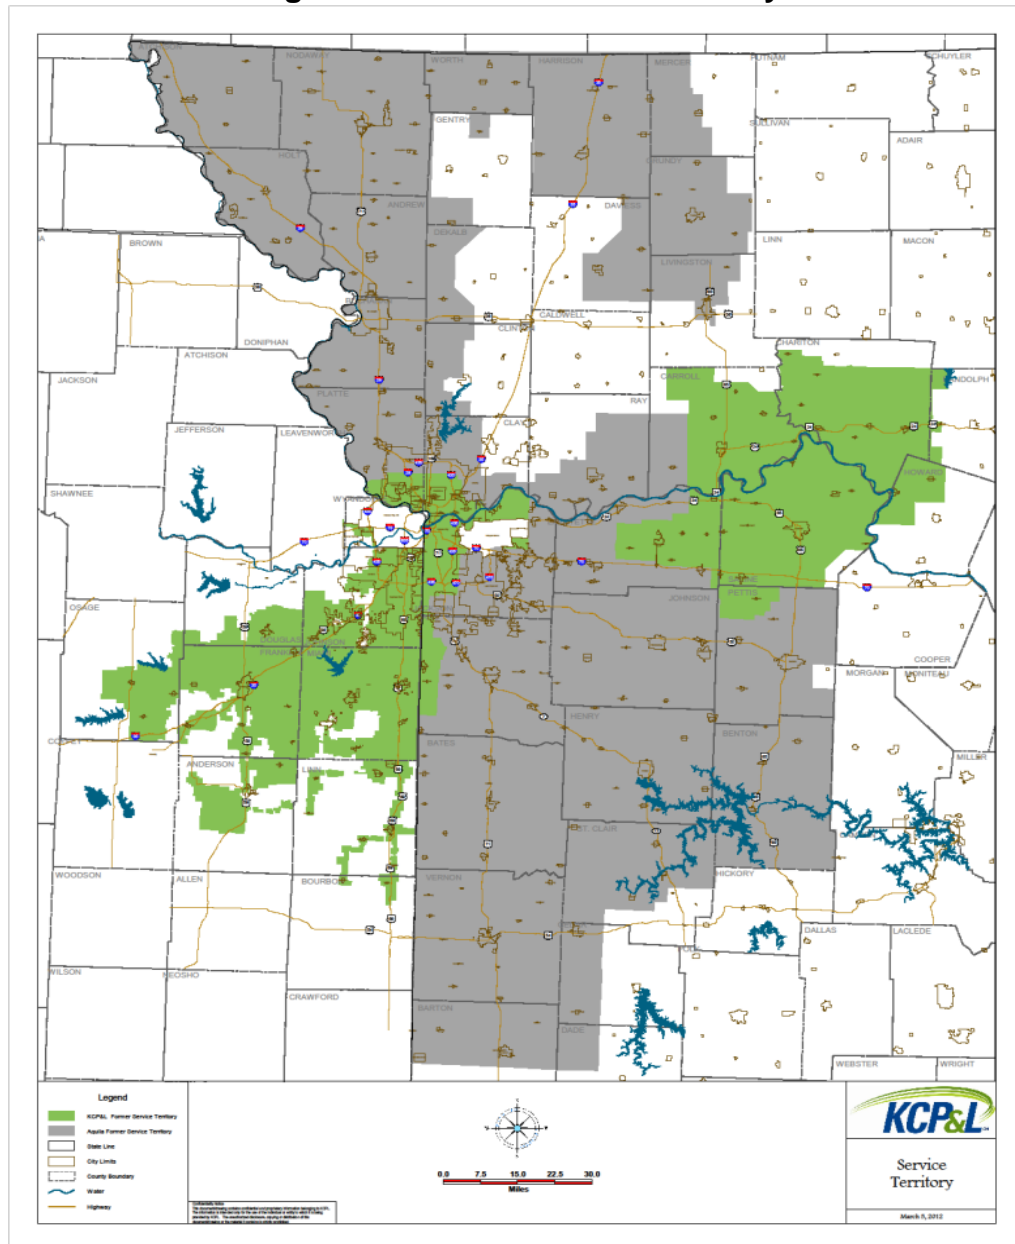 NODAWAY
WORTH
HARRISON
MERCER
PUTNAM
SCHUYLER
GENTRY
SULLIVAN
ADAIR
HOLT
GRUNDY
ANDREW
DAVIESS
DEKALB
BROWN
LINN
MACON
LIVINGSTON
DONIPHAN
CLINTON
CALDWELL
ATCHISON
CHARITON
JACKSON
CARROLL
PLATTE
RAY
JEFFERSON
LEAVENWOR
CLAY
HOWARD
SHAWNEE
OSAGE
JOHNSON
PETTIS
DOUGLAS
FRANKLIN
COOPER
MORGAN
MONITEAU
HENRY
BENTON
BATES
ANDERSON
LINN
MILLER
ST. CLAIR
WOODSON
ALLEN
BOURBON
VERNON
HICKORY
DALLAS
LACLEDE
WILSON
NEOSHO
CRAWFORD
BARTON
DADE
WEBSTER
WRIGHT
Legend
KCP&L Former Service Territory
Aquila Former Service Territory
State Line
City Limits
County Boundary
Water
Highway
0.0 7.5 15.0 22.5 30.0
Miles
KCP&L
Service
Territory
March 5, 2012